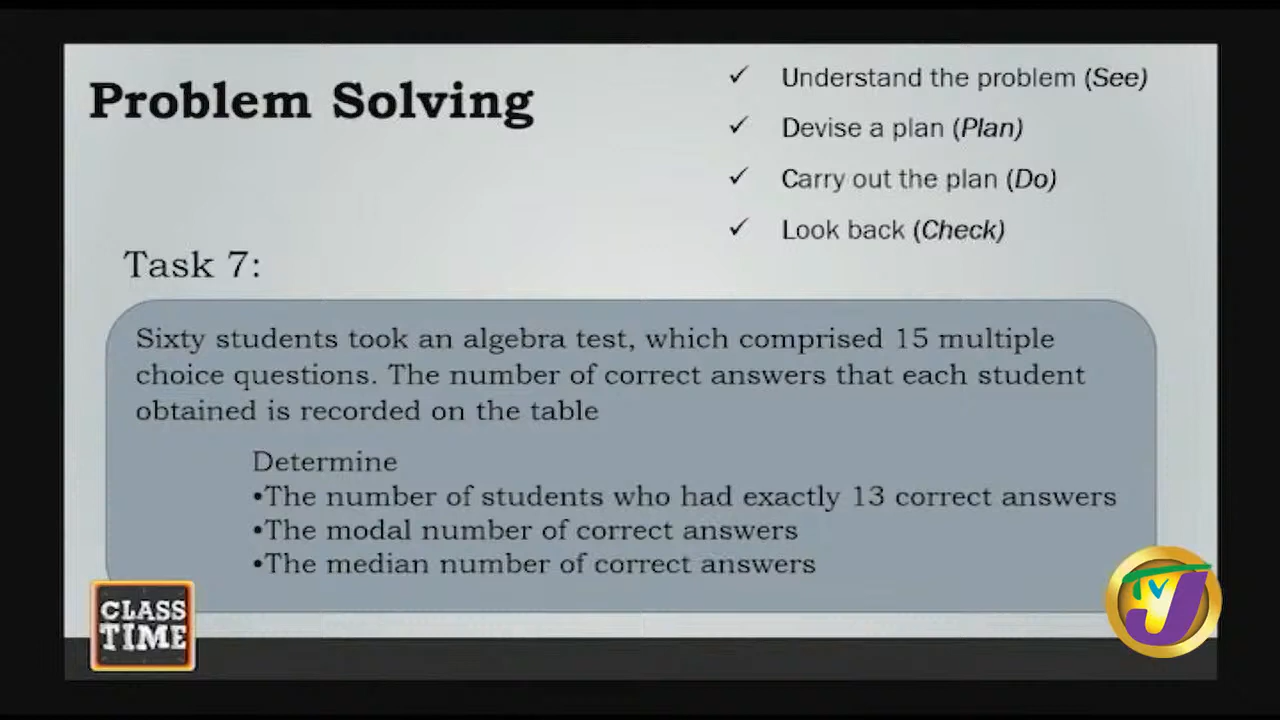 Problem Solving
✓ Understand the problem (See)
✓ Devise a plan (Plan)
✓ Carry out the plan (Do)
✓ Look back (Check)
Task 7:
Sixty students took an algebra test, which comprised 15 multiple
choice questions. The number of correct answers that each student
obtained is recorded on the table
Determine
•The number of students who had exactly 13 correct answers
•The modal number of correct answers
•The median number of correct answers
CLASS
TIME
TVJ